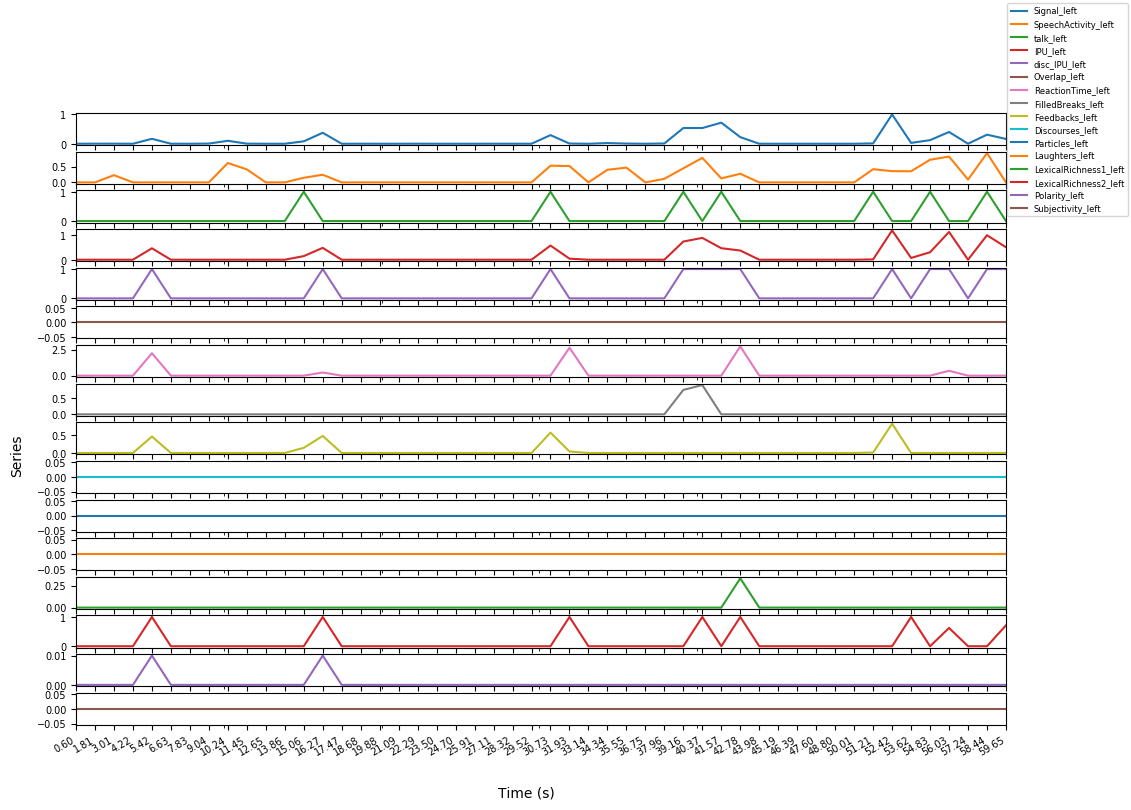 Signal_left
SpeechActivity_left
talk_left
IPU_left
disc_IPU_left
Overlap_left
ReactionTime_left
FilledBreaks_left
Feedbacks_left
Discourses_left
Particles_left
Laughters_left
LexicalRichness1_left
LexicalRichness2_left
Polarity_left
Subjectivity_left
1
0
0.5
0.0
1
0
1
0
1
0
0.05
0.00
−0.05
2.5
0.0
0.5
0.0
0.5
0.0
0.05
0.00
−0.05
0.05
0.00
−0.05
0.05
0.00
−0.05
0.25
0.00
1
0
0.01
0.00
0.05
0.00
−0.05
Series
0.60 1.81 3.01 4.22 5.42 6.63 7.83 9.04 10.24 11.45 12.65 13.86 15.06 16.27 17.47 18.68 19.88 21.09 22.29 23.50 24.70 25.91 27.11 28.32 29.52 30.73 31.93 33.14 34.34 35.55 36.75 37.96 39.16 40.37 41.57 42.78 43.98 45.19 46.39 47.60 48.80 50.01 51.21 52.42 53.62 54.83 56.03 57.24 58.44 59.65
Time (s)